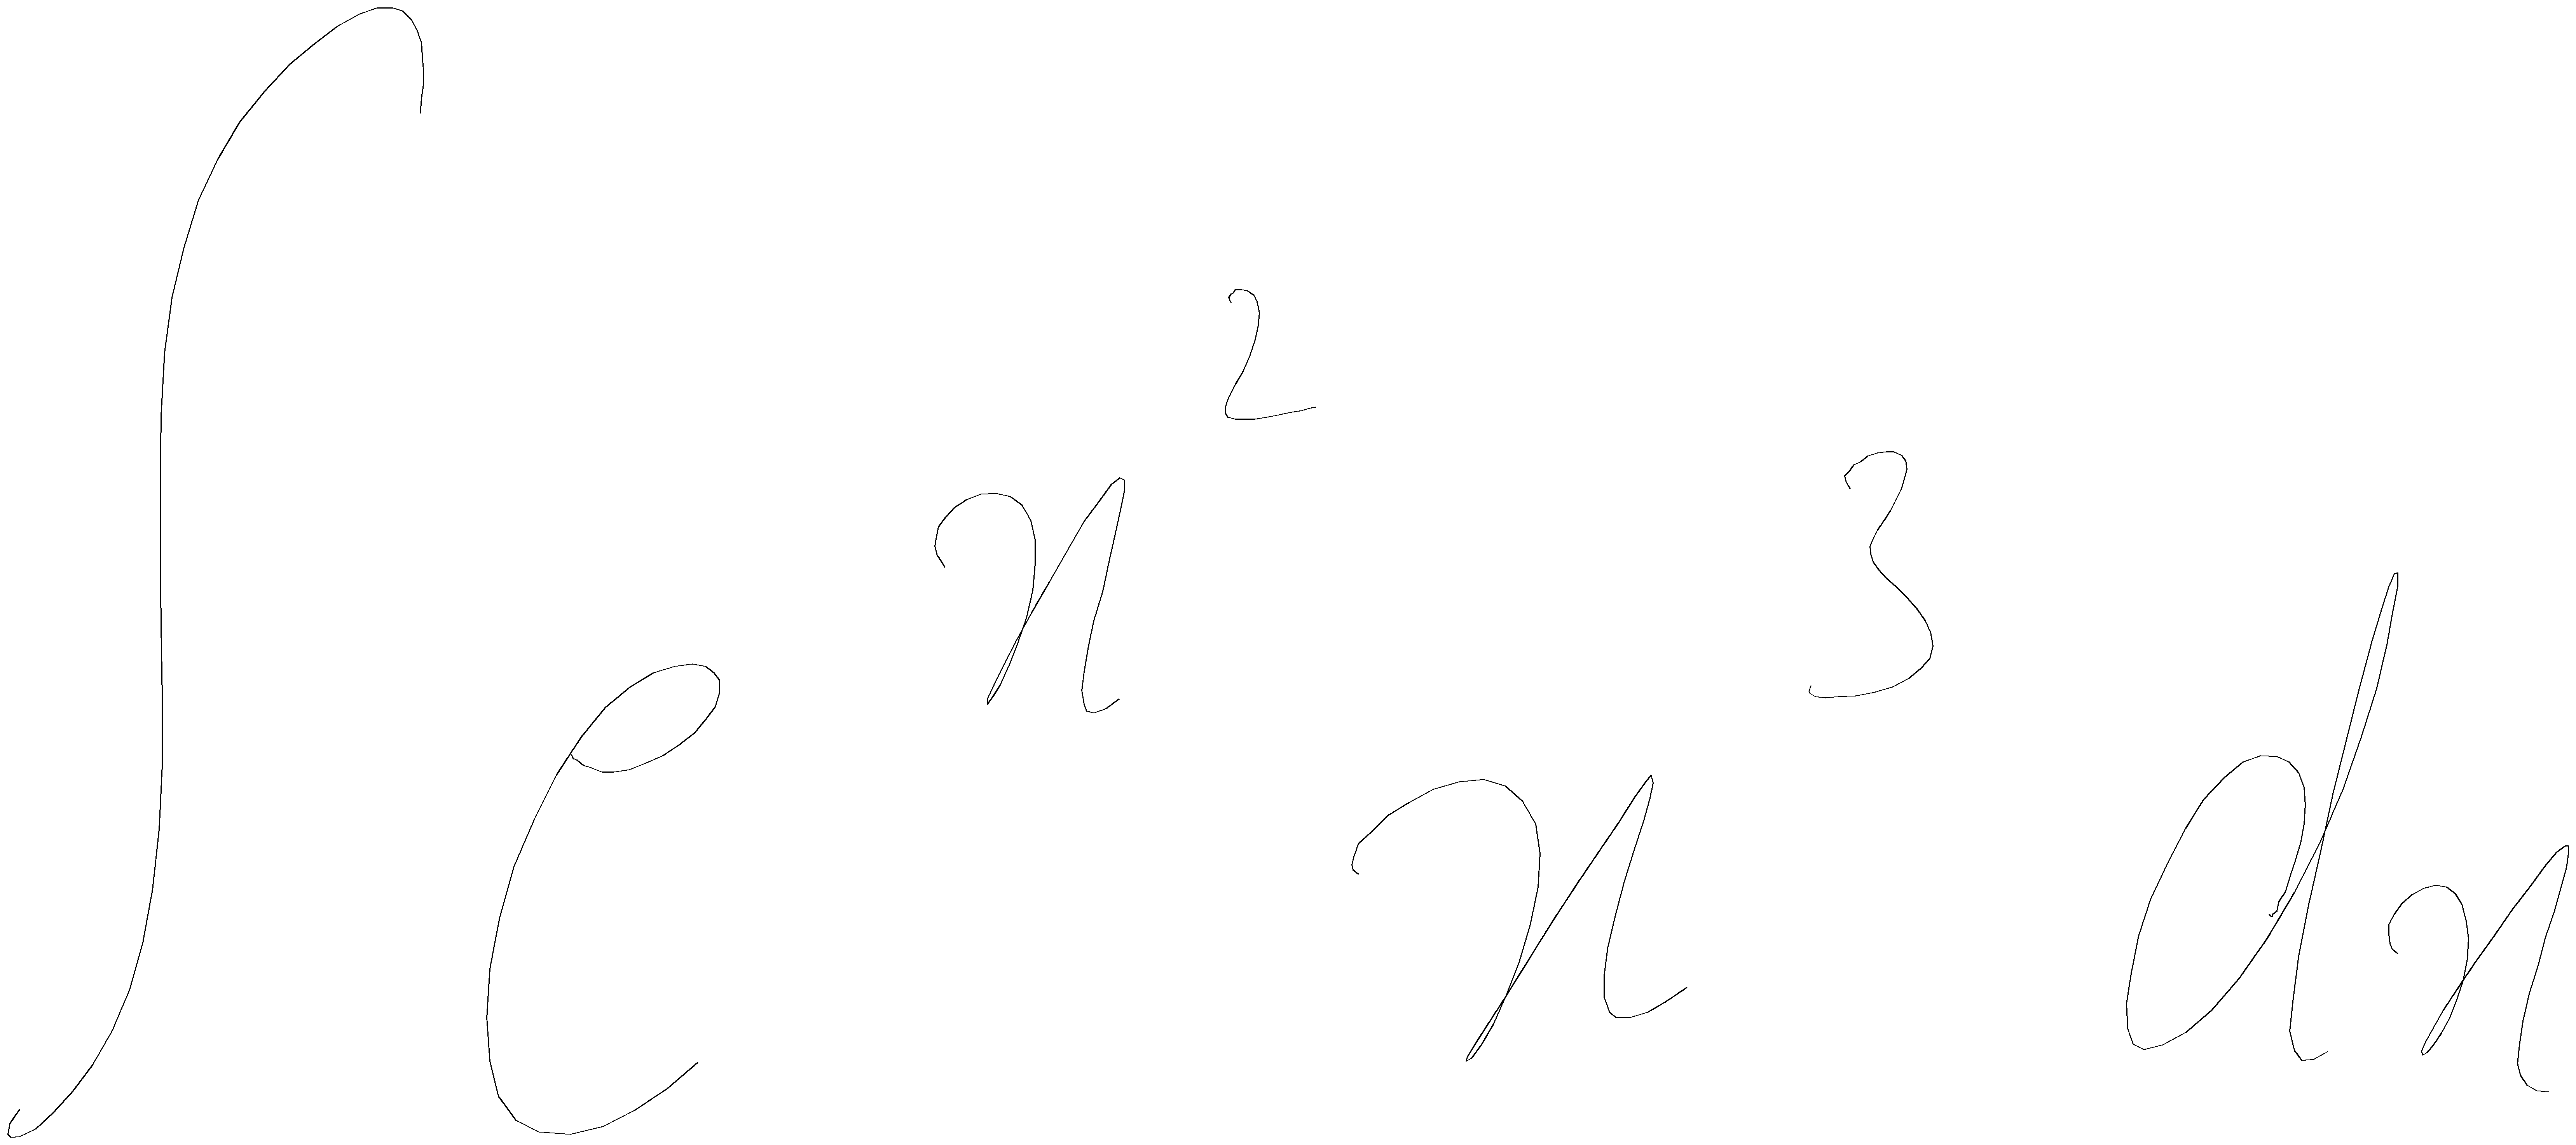 ∫ e^{x^2} x^3 dx